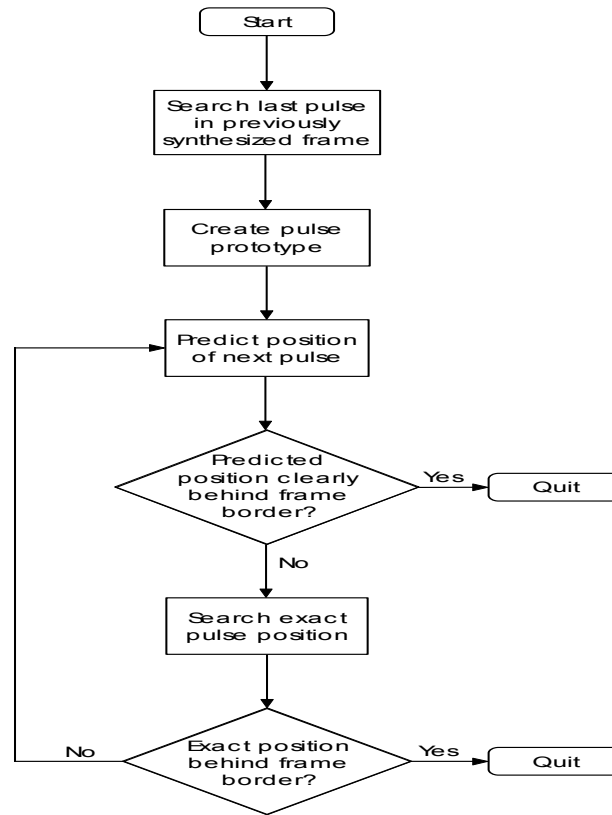 Start
Search last pulse
in previously
synthesized frame
Create pulse
prototype
Predict position
of next pulse
Predicted
position clearly
behind frame
border?
Yes
Quit
No
Search exact
pulse position
Exact position
behind frame
border?
No
Yes
Quit